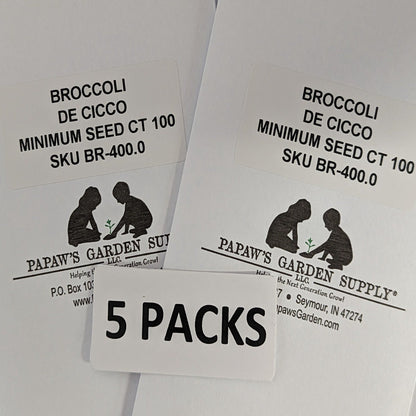 BROCCOLI
DE CICCO
MINIMUM SEED CT 100
SKU BR-400.0
PAPAW'S GARDEN SUPPLY
LLC.
Helping
Generation Grow!
P.O. Box
BROCCOLI
DE CICCO
MINIMUM SEED CT 100
SKU BR-400.0
PAPAW'S GARDEN SUPPLY®
LLC.
the Next Generation Grow!
7 • Seymour, IN 47274
pawsGarden.com
5 PACKS